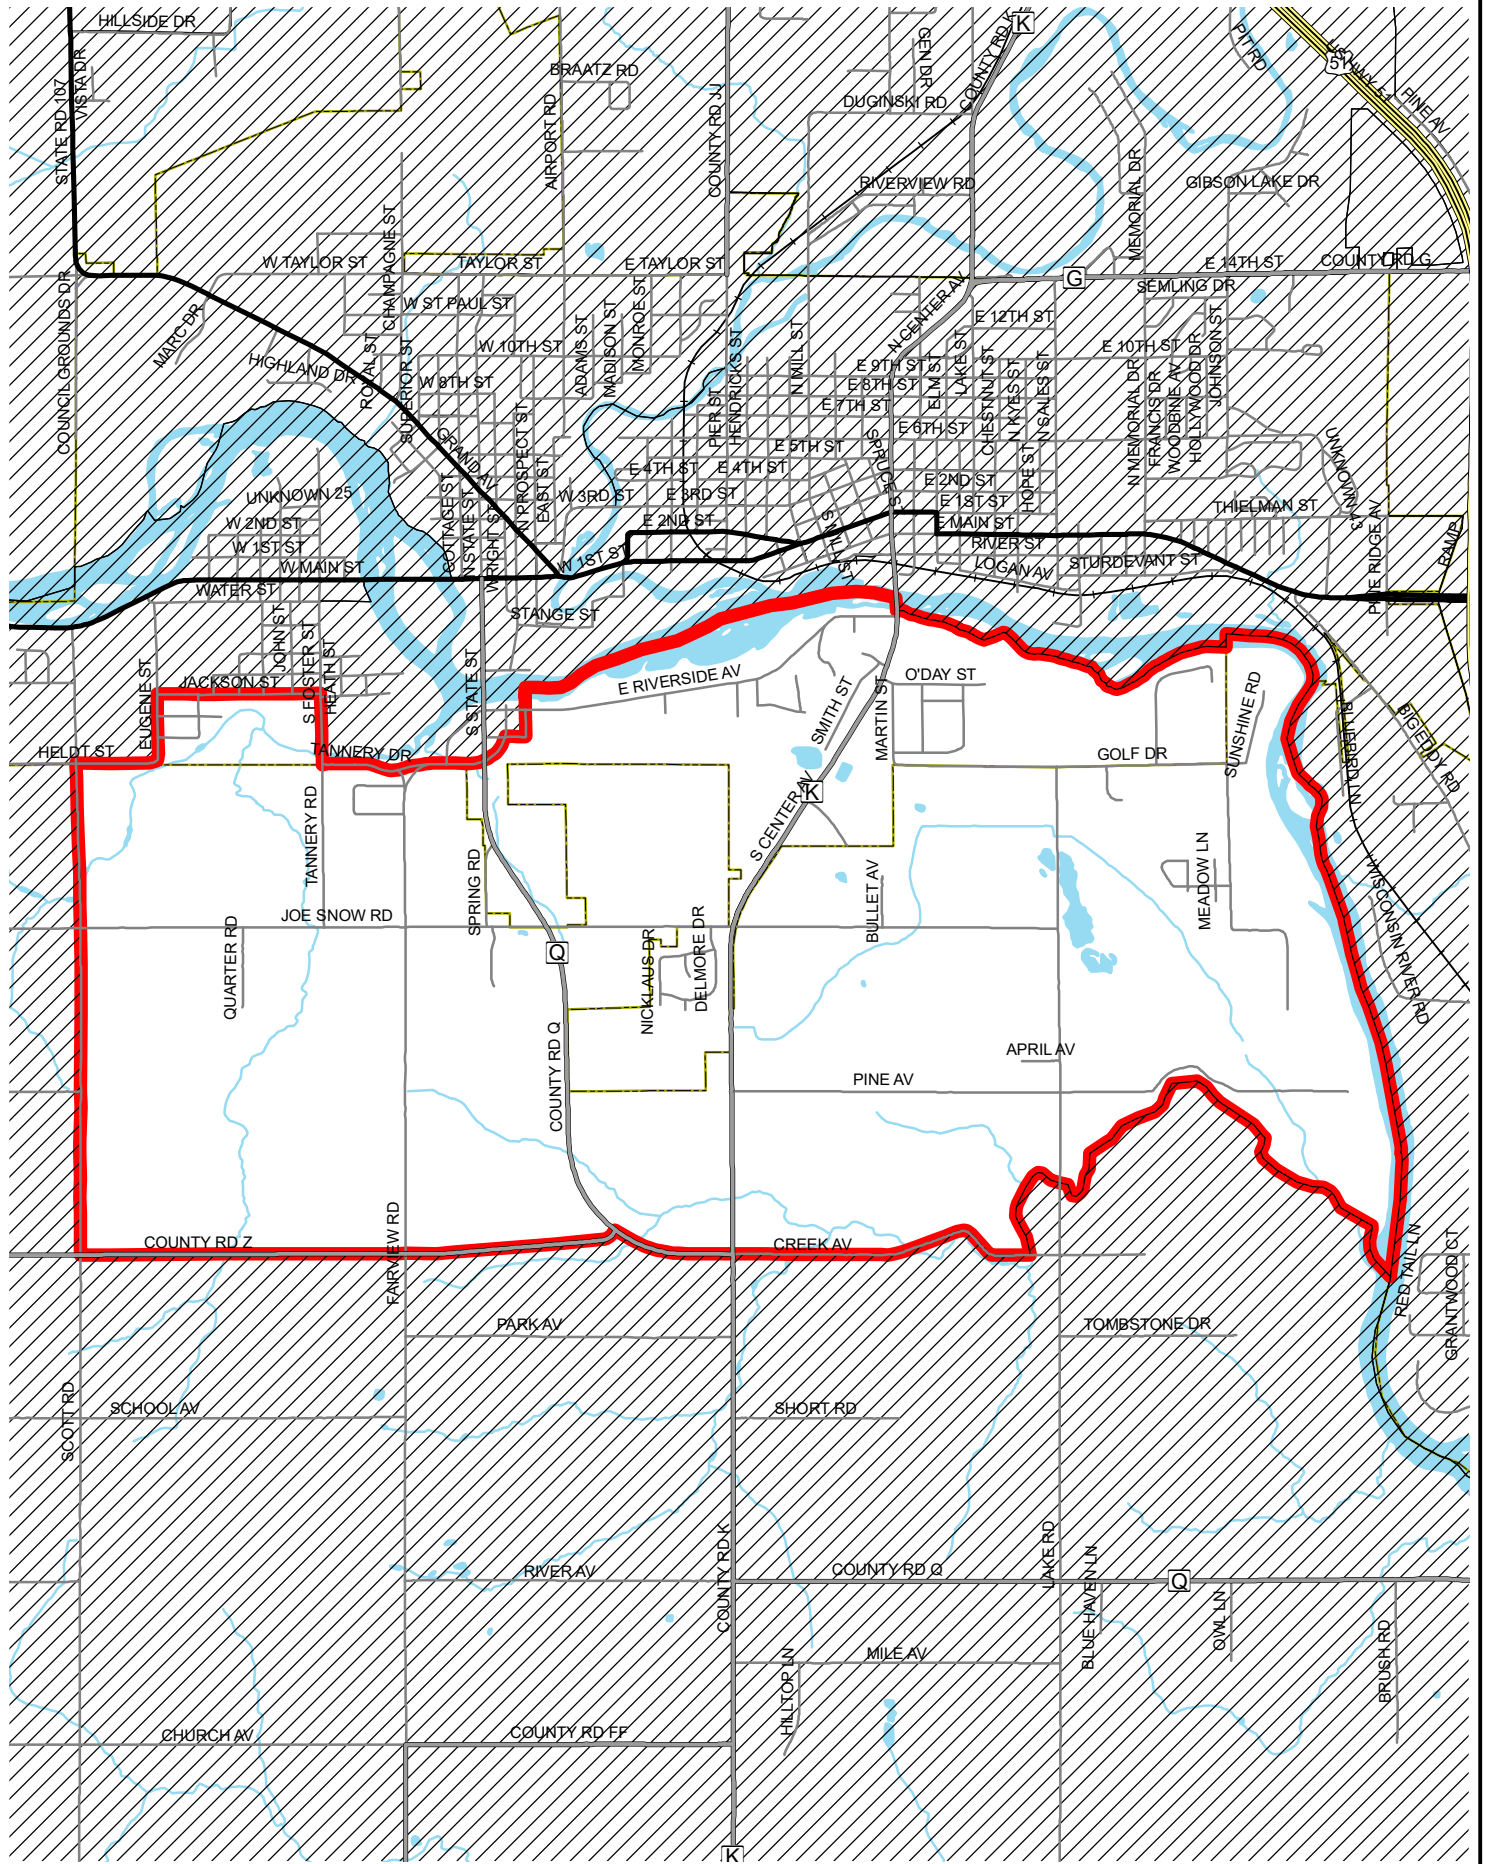 HILLSIDE DR
VISTA DR
STATE RD 107
BRAATZ RD
AIRPORT RD
COUNTY RD JJ
GEN DR
COUNTY RD K
K
DUGINSKI RD
PIT RD
US HWY 51
51
PINE AV
RIVERVIEW RD
MEMORIAL DR
GIBSON LAKE DR
CHAMPAGNE ST
COUNCIL GROUNDS DR
W TAYLOR ST
TAYLOR ST
E TAYLOR ST
E 14TH ST
COUNTY RD G
G
SEMLING DR
W ST PAUL ST
MONROE ST
MADISON ST
ADAMS ST
N CENTER AV
E 12TH ST
MARC DR
HIGHLAND DR
ROYAL ST
SUPERIOR ST
W 10TH ST
W 8TH ST
PIER ST
HENDRICKS ST
N MILL ST
E 9TH ST
E 8TH ST
E 7TH ST
E 6TH ST
E 5TH ST
ELM ST
LAKE ST
CHESTNUT ST
N KYES ST
N SALES ST
E 10TH ST
N MEMORIAL DR
FRANCIS DR
WOODBINE AV
HOLLYWOOD DR
JOHNSON ST
GRAND AV
N PROSPECT ST
EAST ST
E 4TH ST
E 4TH ST
W 3RD ST
E 3RD ST
E 2ND ST
SPRUCE ST
E 2ND ST
E 1ST ST
HOPE ST
E MAIN ST
UNKNOWN 43
THIELMAN ST
UNKNOWN 25
COTTAGE ST
N STATE ST
WRIGHT ST
W 2ND ST
W 1ST ST
W MAIN ST
WATER ST
W 1ST ST
S MILL ST
RIVER ST
LOGAN AV
STURDEVANT ST
PINE RIDGE AV
RAMP
STANGE ST
JOHN ST
S FOSTER ST
HEATH ST
EUGENE ST
JACKSON ST
S STATE ST
E RIVERSIDE AV
SMITH ST
MARTIN ST
O'DAY ST
SUNSHINE RD
BLUEBIRD LN
BIG EDDY RD
HELDT ST
TANNERY DR
GOLF DR
TANNERY RD
S CENTER AV
K
SPRING RD
MEADOW LN
BULLET AV
JOE SNOW RD
QUARTER RD
Q
NICKLAUS DR
DELMORE DR
WISCONSIN RIVER RD
COUNTY RD Q
APRIL AV
PINE AV
COUNTY RD Z
FAIRVIEW RD
CREEK AV
RED TAIL LN
GRANTWOOD CT
PARK AV
TOMBSTONE DR
SCOTT RD
SCHOOL AV
SHORT RD
COUNTY RD K
RIVER AV
COUNTY RD Q
LAKE RD
BLUE HAVEN LN
Q
OWL LN
BRUSH RD
HILLTOP LN
MILE AV
CHURCH AV
COUNTY RD FF
K